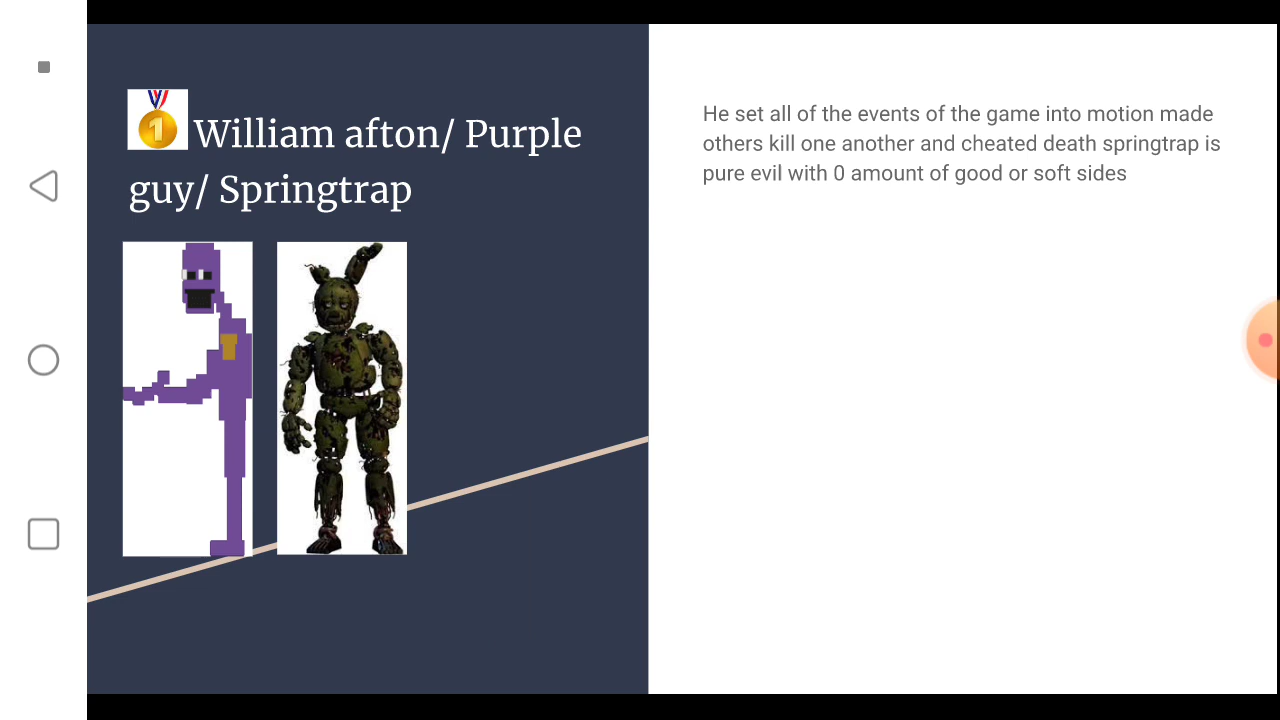 1
William afton/ Purple
guy/ Springtrap
He set all of the events of the game into motion made
others kill one another and cheated death springtrap is
pure evil with 0 amount of good or soft sides